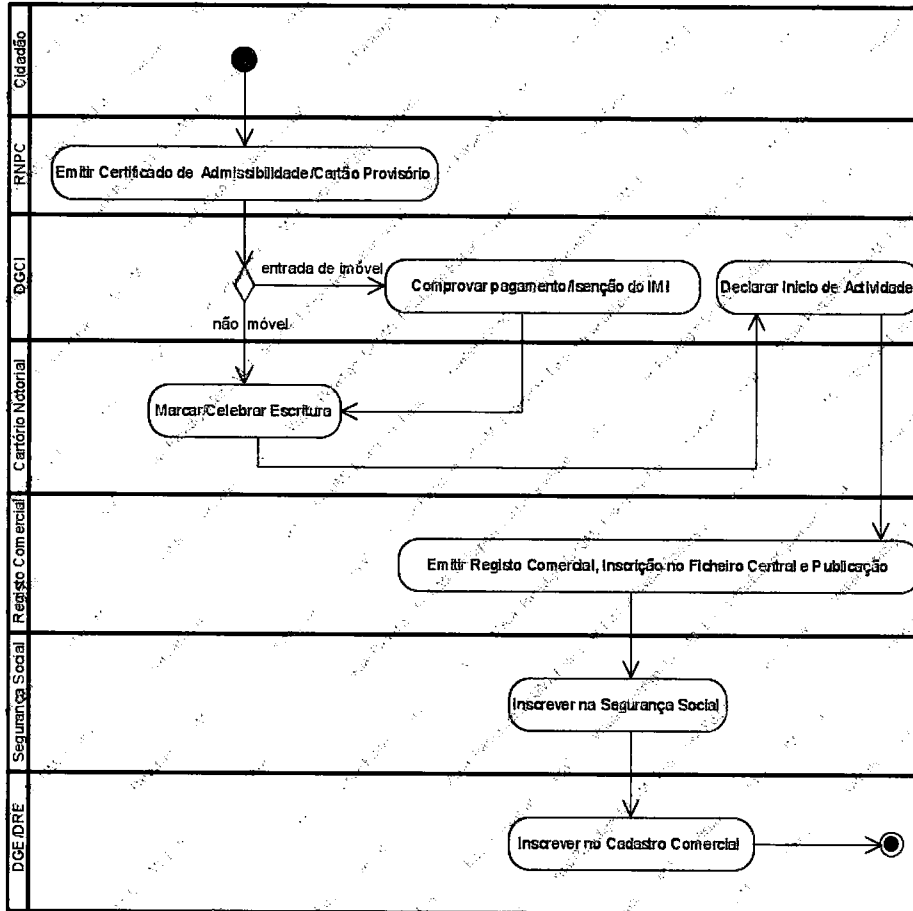 Cidadão
RNPC
Emitir Certificado de Admissibilidade/Cartão Provisório
DGCI
entrada de imóvel
Comprovar pagamento/Isenção do IMI
Declarar Inicio de Actividade
não móvel
Cartório Notorial
Marcar/Celebrar Escritura
Registo Comercial
Emitir Registo Comercial, Inscrição no Ficheiro Central e Publicação
Segurança Social
Inscrever na Segurança Social
DGE/DRE
Inscrever no Cadastro Comercial